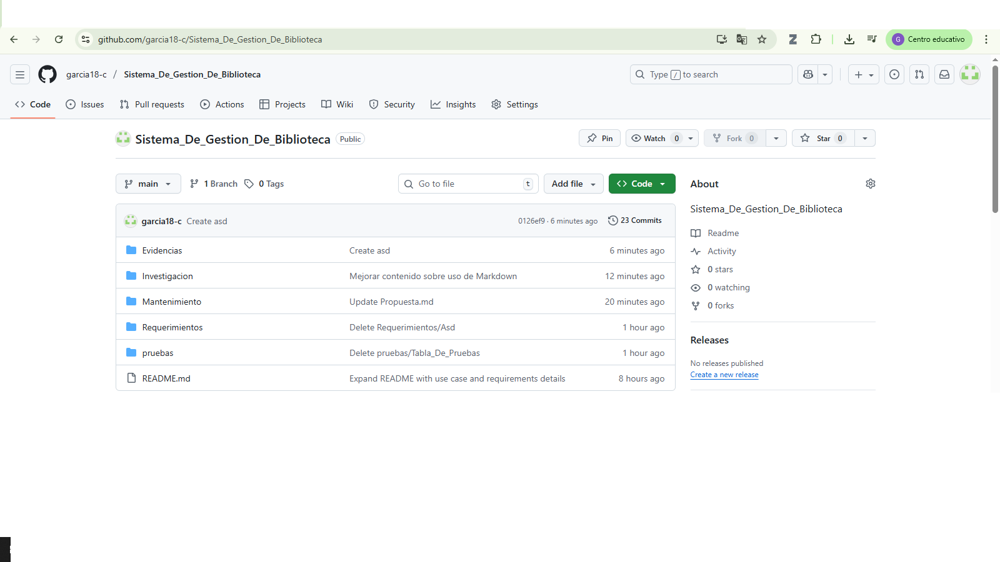 github.com/garcia18-c/Sistema_De_Gestion_De_Biblioteca
G Centro educativo
garcia18-c / Sistema_De_Gestion_De_Biblioteca
Type / to search
Code Issues Pull requests Actions Projects Wiki Security Insights Settings
Sistema_De_Gestion_De_Biblioteca Public
Pin Watch 0 Fork 0 Star 0
main 1 Branch 0 Tags Go to file t Add file Code
garcia18-c Create asd 0126ef9 · 6 minutes ago 23 Commits
Evidencias Create asd 6 minutes ago
Investigacion Mejorar contenido sobre uso de Markdown 12 minutes ago
Mantenimiento Update Propuesta.md 20 minutes ago
Requerimientos Delete Requerimientos/Asd 1 hour ago
pruebas Delete pruebas/Tabla_De_Pruebas 1 hour ago
README.md Expand README with use case and requirements details 8 hours ago
About
Sistema_De_Gestion_De_Biblioteca
Readme
Activity
0 stars
0 watching
0 forks
Releases
No releases published
Create a new release